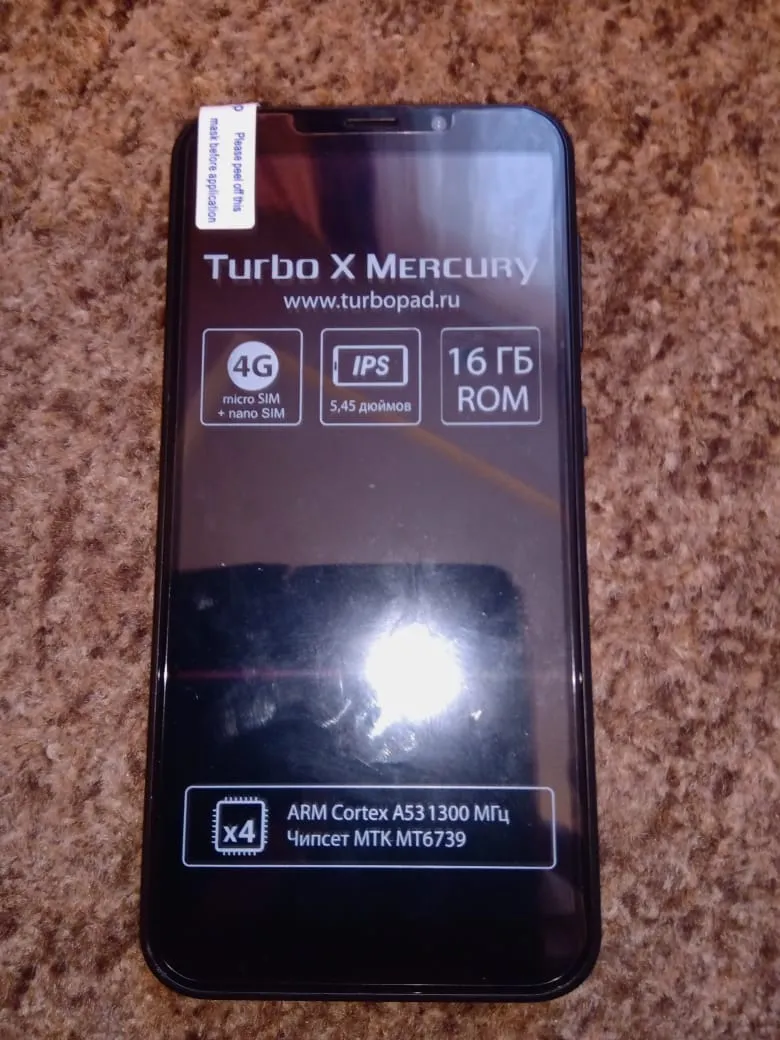 Please peel off this
mask before application
Turbo X Mercury
www.turbopad.ru
4G
micro SIM
+ nano SIM
IPS
5,45 дюймов
16 ГБ
ROM
x4
ARM Cortex A53 1300 МГц
Чипсет MTK MT6739